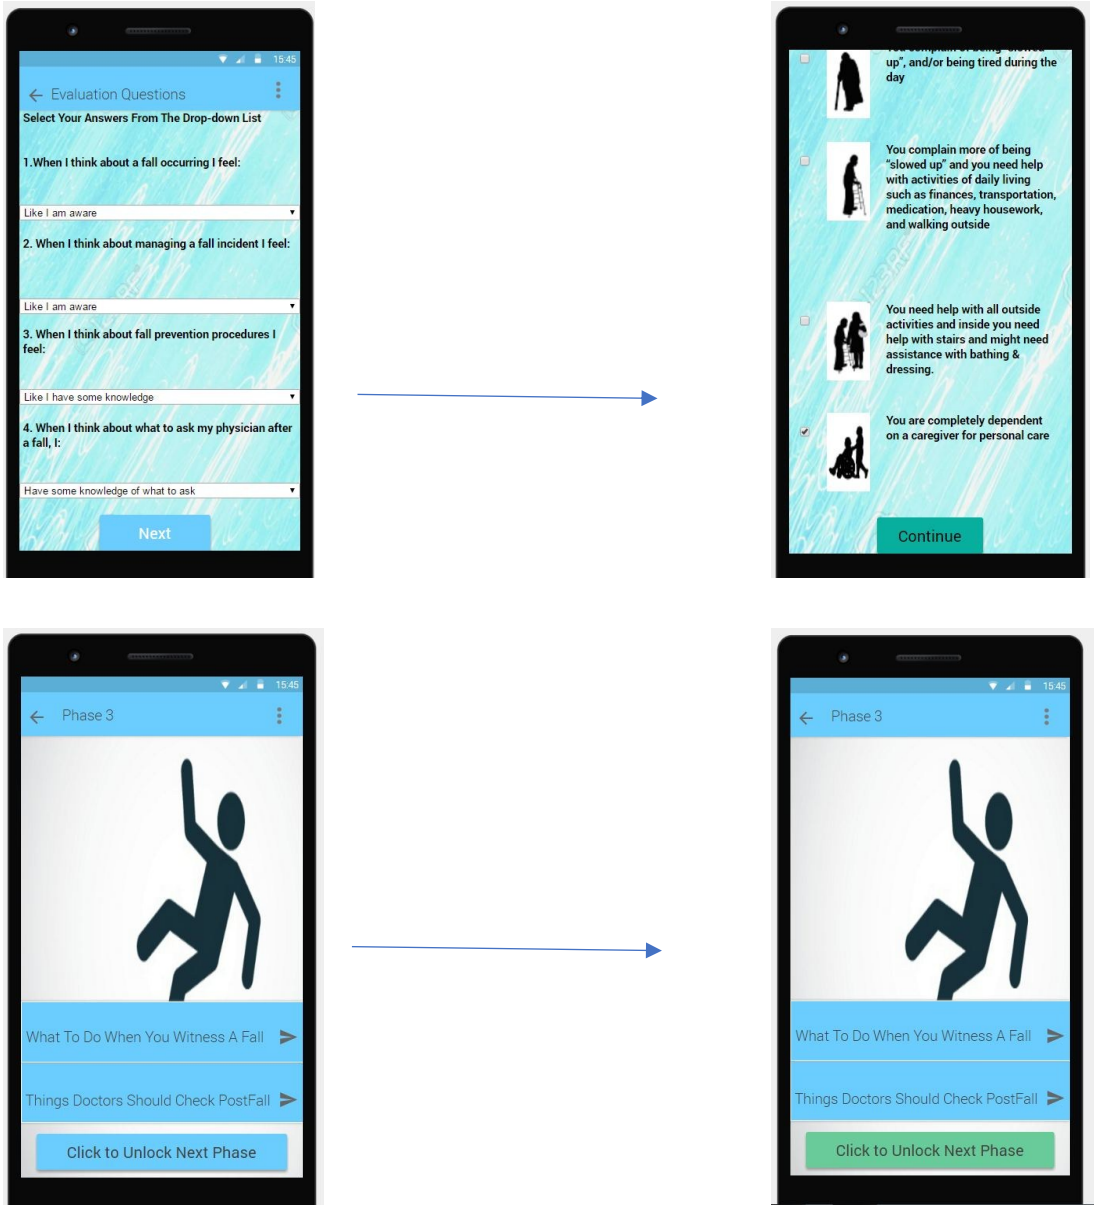 15:45
Evaluation Questions
Select Your Answers From The Drop-down List
1.When I think about a fall occurring I feel:
Like I am aware
2. When I think about managing a fall incident I feel:
Like I am aware
3. When I think about fall prevention procedures I
feel:
Like I have some knowledge
4. When I think about what to ask my physician after
a fall, I:
Have some knowledge of what to ask
Next
You complain of being "slowed
up", and/or being tired during the
day
You complain more of being
"slowed up" and you need help
with activities of daily living
such as finances, transportation,
medication, heavy housework,
and walking outside
123RF
You need help with all outside
activities and inside you need
help with stairs and might need
assistance with bathing &
dressing.
You are completely dependent
on a caregiver for personal care
Continue
15:45
Phase 3
What To Do When You Witness A Fall
Things Doctors Should Check PostFall
Click to Unlock Next Phase
15:45
Phase 3
What To Do When You Witness A Fall
Things Doctors Should Check PostFall
Click to Unlock Next Phase